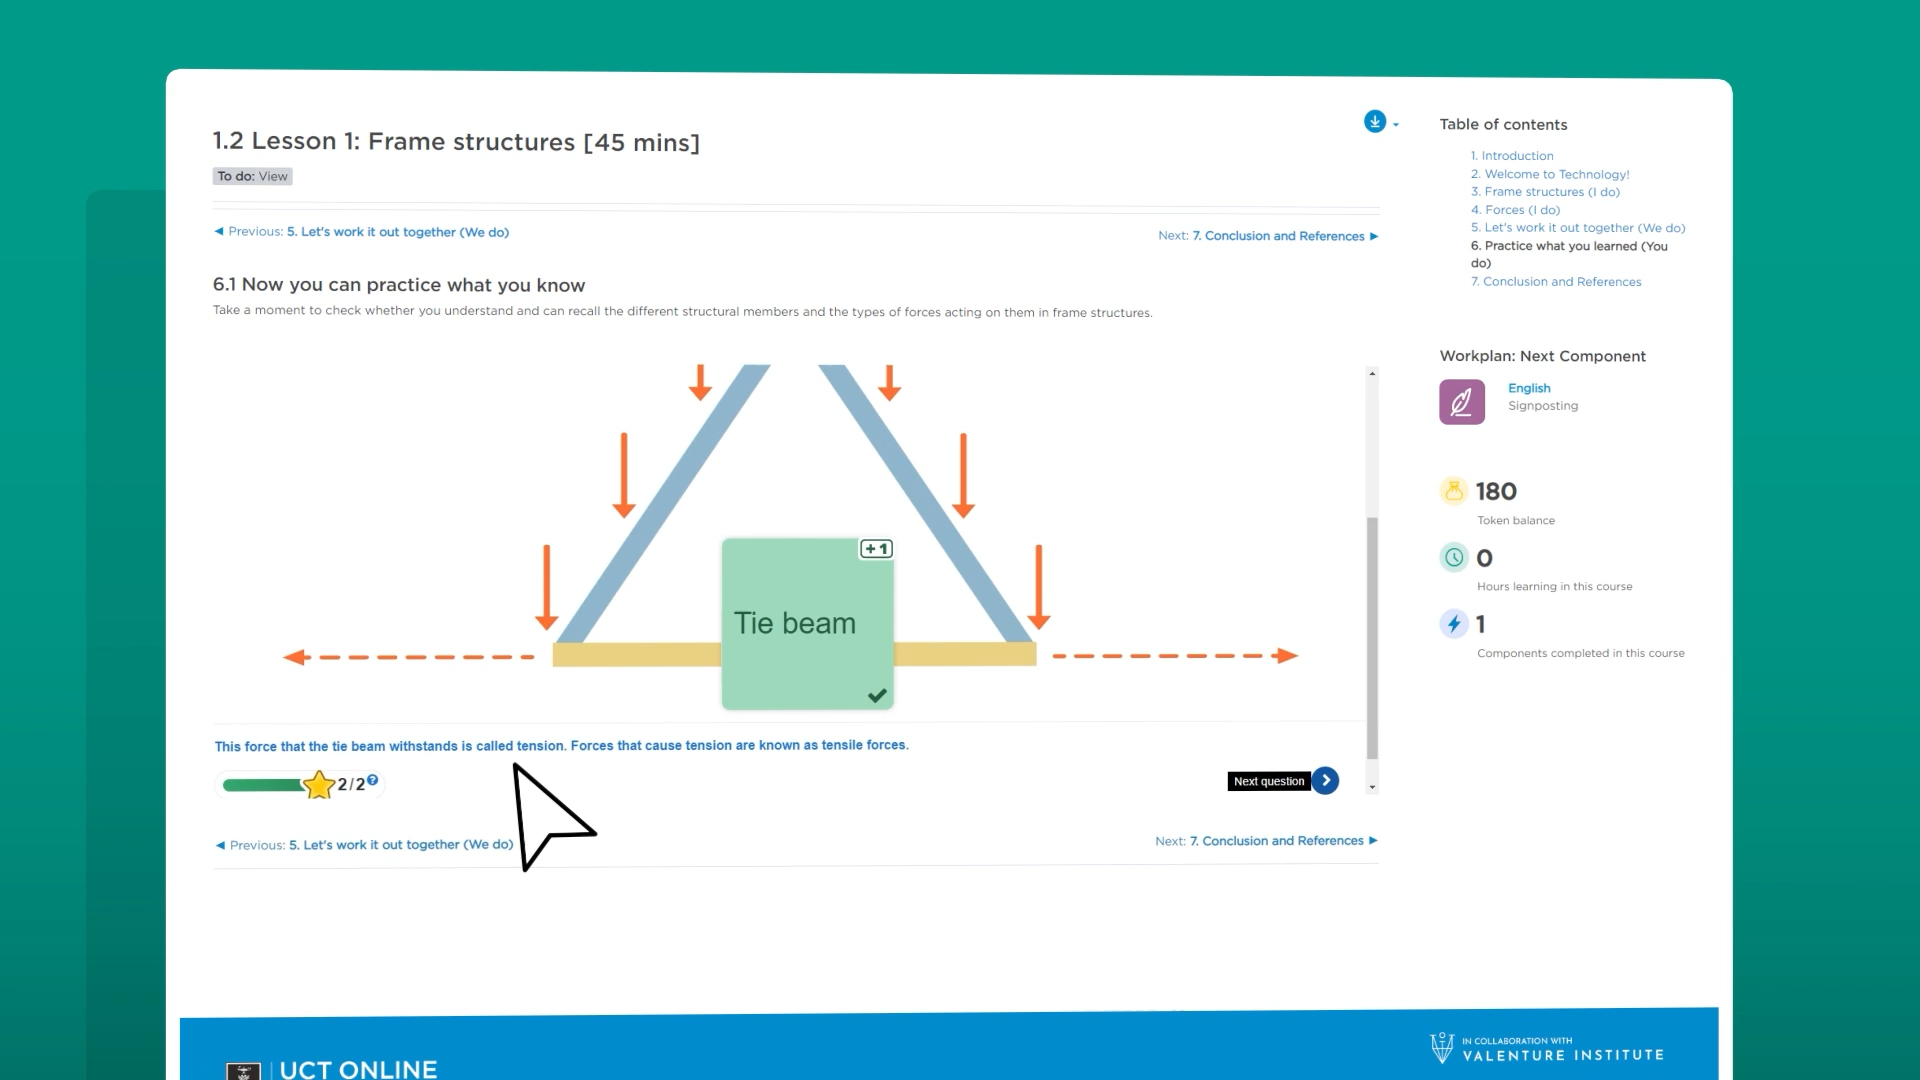 1.2 Lesson 1: Frame structures [45 mins]
To do: View
◄ Previous: 5. Let's work it out together (We do)
Next: 7. Conclusion and References ►
6.1 Now you can practice what you know
Take a moment to check whether you understand and can recall the different structural members and the types of forces acting on them in frame structures.
+1
Tie beam
This force that the tie beam withstands is called tension. Forces that cause tension are known as tensile forces.
2/2
?
Next question
◄ Previous: 5. Let's work it out together (We do)
Next: 7. Conclusion and References ►
Table of contents
1. Introduction
2. Welcome to Technology!
3. Frame structures (I do)
4. Forces (I do)
5. Let's work it out together (We do)
6. Practice what you learned (You
do)
7. Conclusion and References
Workplan: Next Component
English
Signposting
180
Token balance
0
Hours learning in this course
1
Components completed in this course
UCT ONLINE
IN COLLABORATION WITH
VALENTURE INSTITUTE